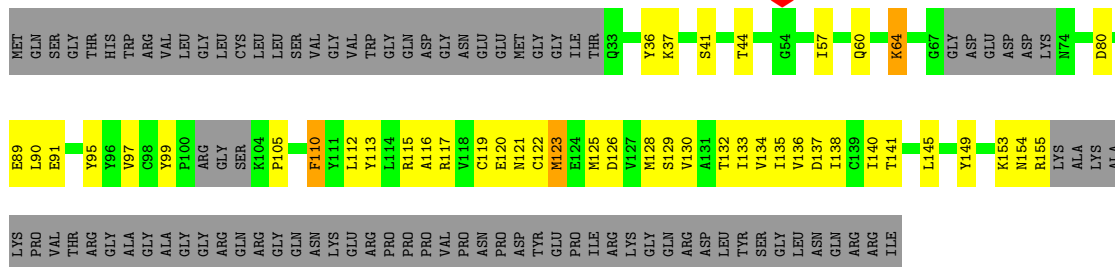 MET GLN SER GLY THR HIS TRP ARG VAL LEU GLY LEU CYS LEU LEU SER VAL GLY VAL TRP GLY GLN ASP GLY ASN GLU GLU MET GLY GLY ILE THR Q33 Y36 K37 S41 T44 G54 I57 Q60 K64 G67 GLY ASP GLU ASP ASP LYS N74 D80
E89 L90 E91 Y95 Y96 V97 C98 Y99 P100 ARG GLY SER K104 P105 F110 Y111 L112 Y113 L114 R115 A116 R117 V118 C119 E120 N121 C122 M123 E124 M125 D126 V127 M128 S129 V130 A131 T132 I133 V134 I135 V136 D137 I138 C139 I140 T141 L145 Y149 K153 N154 R155 LYS ALA LYS ALA
LYS PRO VAL THR ARG GLY ALA GLY ALA GLY GLY ARG GLN ARG GLY GLN ASN LYS GLU ARG PRO PRO PRO VAL PRO ASN PRO ASP TYR GLU PRO ILE ARG LYS GLY GLN ARG ASP LEU TYR SER GLY LEU ASN GLN ARG ARG ILE